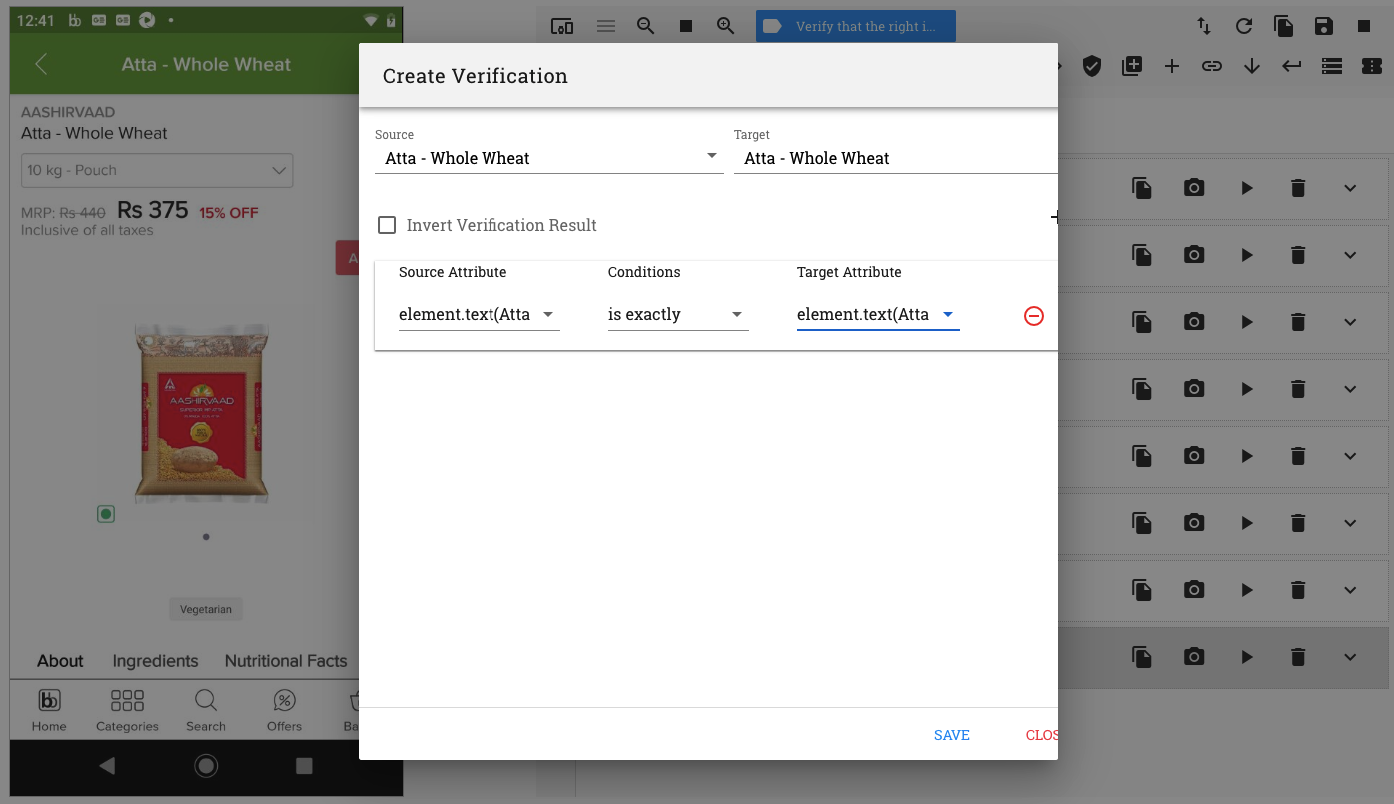 12:41
Atta - Whole Wheat
AASHIRVAAD
Atta - Whole Wheat
10 kg - Pouch
MRP: Rs 440 Rs 375 15% OFF
Inclusive of all taxes
A
AASHIRVAAD
Vegetarian
About Ingredients Nutritional Facts
Home Categories Search Offers Ba
Verify that the right i...
Create Verification
Source Target
Atta - Whole Wheat Atta - Whole Wheat
Invert Verification Result
Source Attribute Conditions Target Attribute
element.text(Atta is exactly element.text(Atta
SAVE CLOS